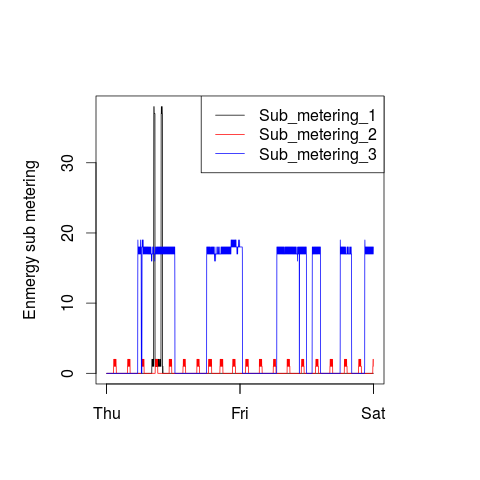 Sub_metering_1
Sub_metering_2
Sub_metering_3
Enmergy sub metering
30
20
10
0
Thu Fri Sat